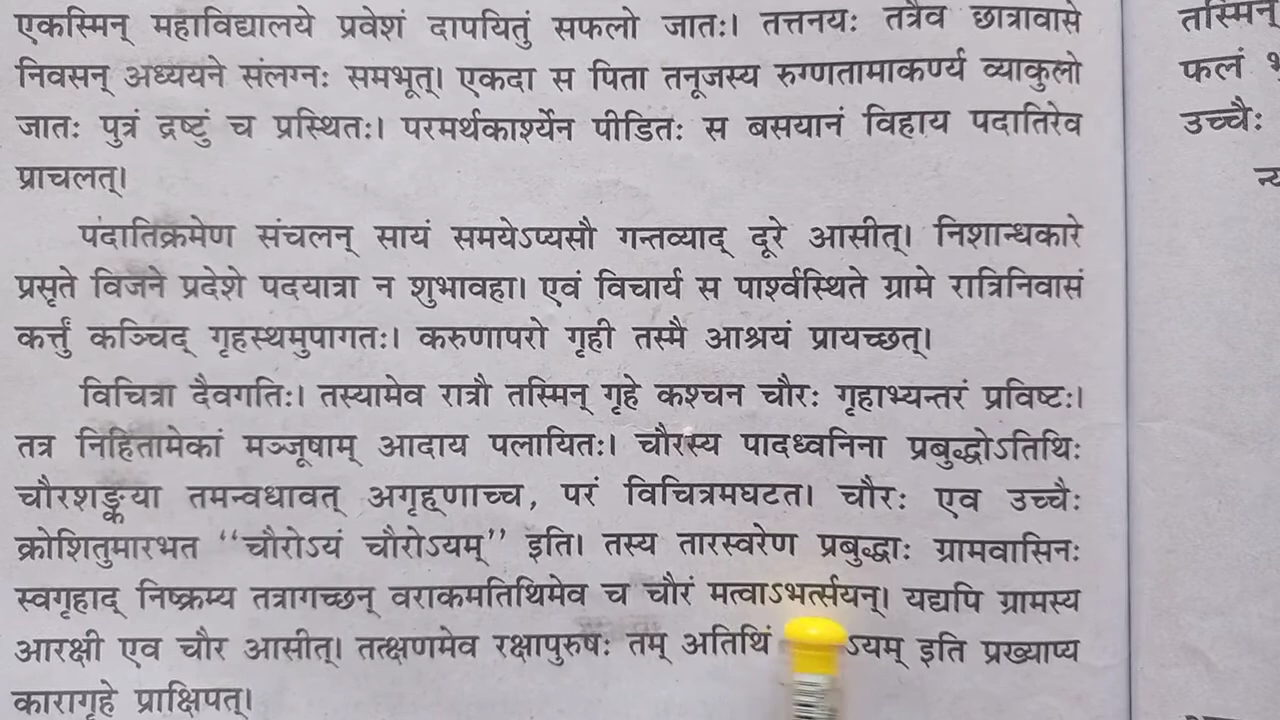 एकस्मिन् महाविद्यालये प्रवेशं दापयितुं सफलो जातः। तत्तनयः तत्रैव छात्रावासे
निवसन् अध्ययने संलग्नः समभूत्। एकदा स पिता तनूजस्य रुग्णतामाकर्ण्य व्याकुलो
जातः पुत्रं द्रष्टुं च प्रस्थितः। परमर्थकार्श्येन पीडितः स बसयानं विहाय पदातिरेव
प्राचलत्।
पदातिक्रमेण संचलन् सायं समयेऽप्यसौ गन्तव्याद् दूरे आसीत्। निशान्धकारे
प्रसृते विजने प्रदेशे पदयात्रा न शुभावहा। एवं विचार्य स पार्श्वस्थिते ग्रामे रात्रिनिवासं
कर्त्तुं कञ्चिद् गृहस्थमुपागतः। करुणापरो गृही तस्मै आश्रयं प्रायच्छत्।
विचित्रा दैवगतिः। तस्यामेव रात्रौ तस्मिन् गृहे कश्चन चौरः गृहाभ्यन्तरं प्रविष्टः।
तत्र निहितामेकां मञ्जूषाम् आदाय पलायितः। चौरस्य पादध्वनिना प्रबुद्धोऽतिथिः
चौरशङ्कया तमन्वधावत् अगृह्णाच्च, परं विचित्रमघटत। चौरः एव उच्चैः
क्रोशितुमारभत “चौरोऽयं चौरोऽयम्” इति। तस्य तारस्वरेण प्रबुद्धाः ग्रामवासिनः
स्वगृहाद् निष्क्रम्य तत्रागच्छन् वराकमतिथिमेव च चौरं मत्वाऽभर्त्सयन्। यद्यपि ग्रामस्य
आरक्षी एव चौर आसीत्। तत्क्षणमेव रक्षापुरुषः तम् अतिथिं ऽयम् इति प्रख्याप्य
कारागृहे प्राक्षिपत्।
तस्मिन्
फलं
उच्चैः